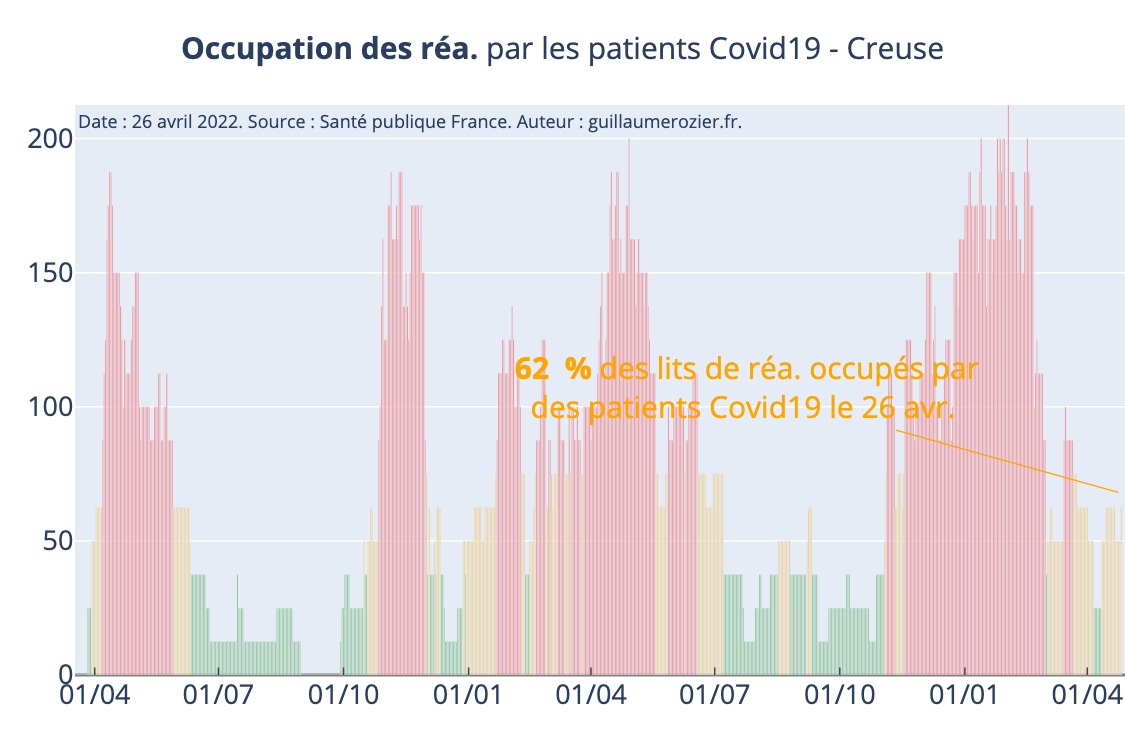 Occupation des réa. par les patients Covid19 - Creuse
Date : 26 avril 2022. Source : Santé publique France. Auteur : guillaumerozier.fr.
200
150
62  % des lits de réa. occupés par
des patients Covid19 le 26 avr.
100
50
0
01/04 01/07 01/10 01/01 01/04 01/07 01/10 01/01 01/04